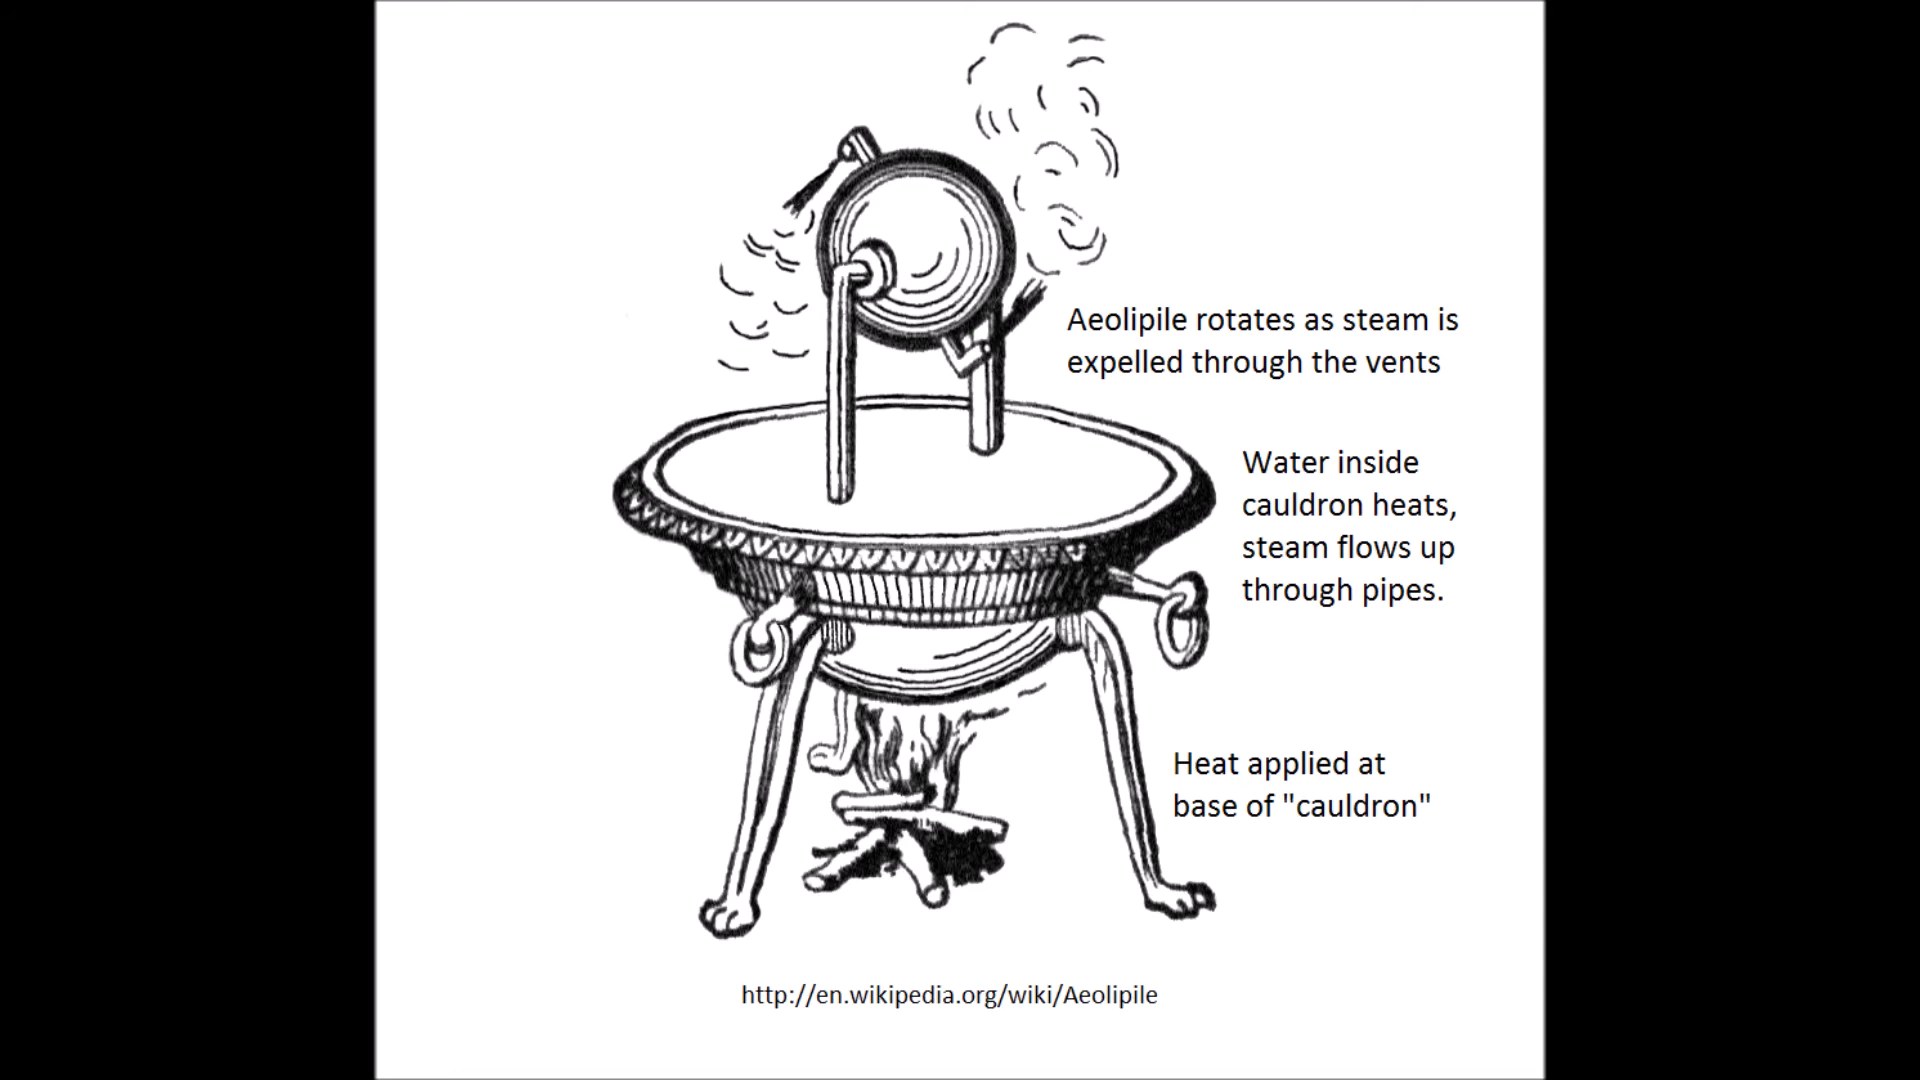 Aeolipile rotates as steam is
expelled through the vents
Water inside
cauldron heats,
steam flows up
through pipes.
Heat applied at
base of "cauldron"
http://en.wikipedia.org/wiki/Aeolipile